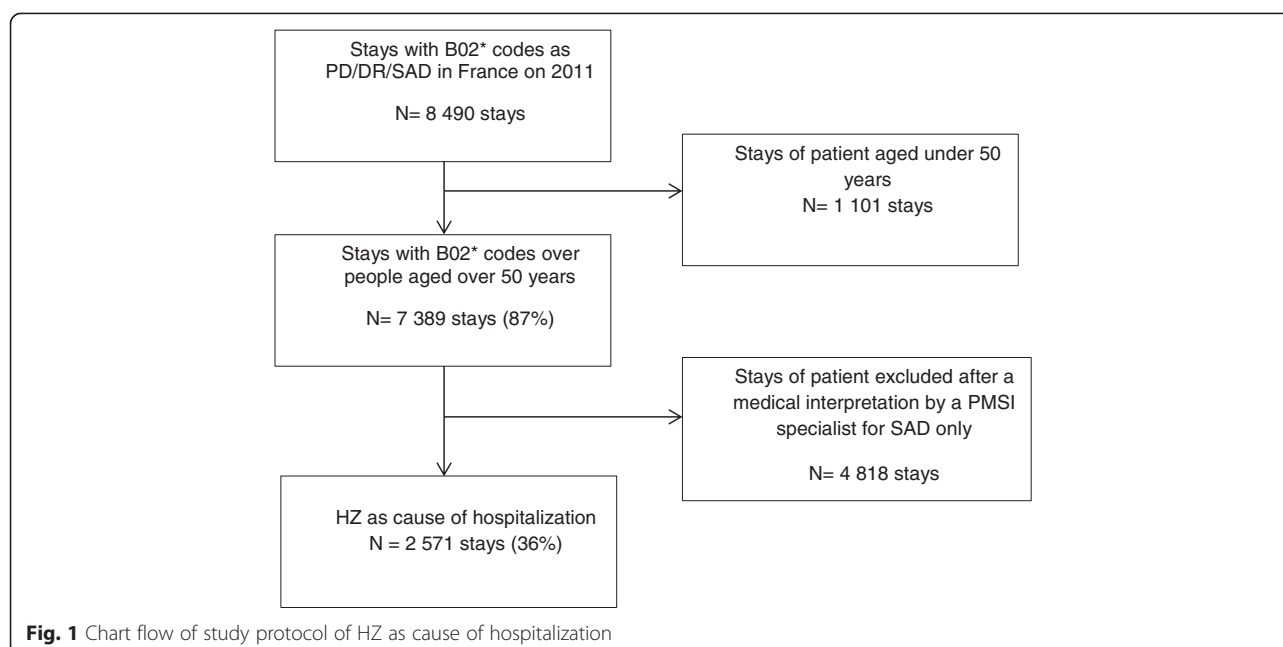 Stays with B02* codes as
PD/DR/SAD in France on 2011
N= 8 490 stays
Stays of patient aged under 50
years
N= 1 101 stays
Stays with B02* codes over
people aged over 50 years
N= 7 389 stays (87%)
Stays of patient excluded after a
medical interpretation by a PMSI
specialist for SAD only
N= 4 818 stays
HZ as cause of hospitalization
N = 2 571 stays (36%)
Fig. 1 Chart flow of study protocol of HZ as cause of hospitalization